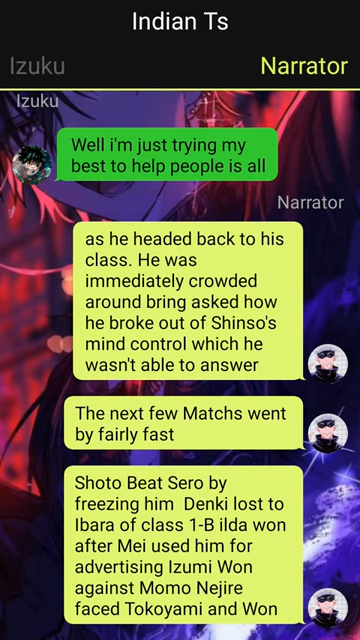 Indian Ts
Izuku
Narrator
Izuku
Well i'm just trying my
best to help people is all
Narrator
as he headed back to his
class. He was
immediately crowded
around bring asked how
he broke out of Shinso's
mind control which he
wasn't able to answer
The next few Matchs went
by fairly fast
Shoto Beat Sero by
freezing him  Denki lost to
Ibara of class 1-B ilda won
after Mei used him for
advertising Izumi Won
against Momo Nejire
faced Tokoyami and Won